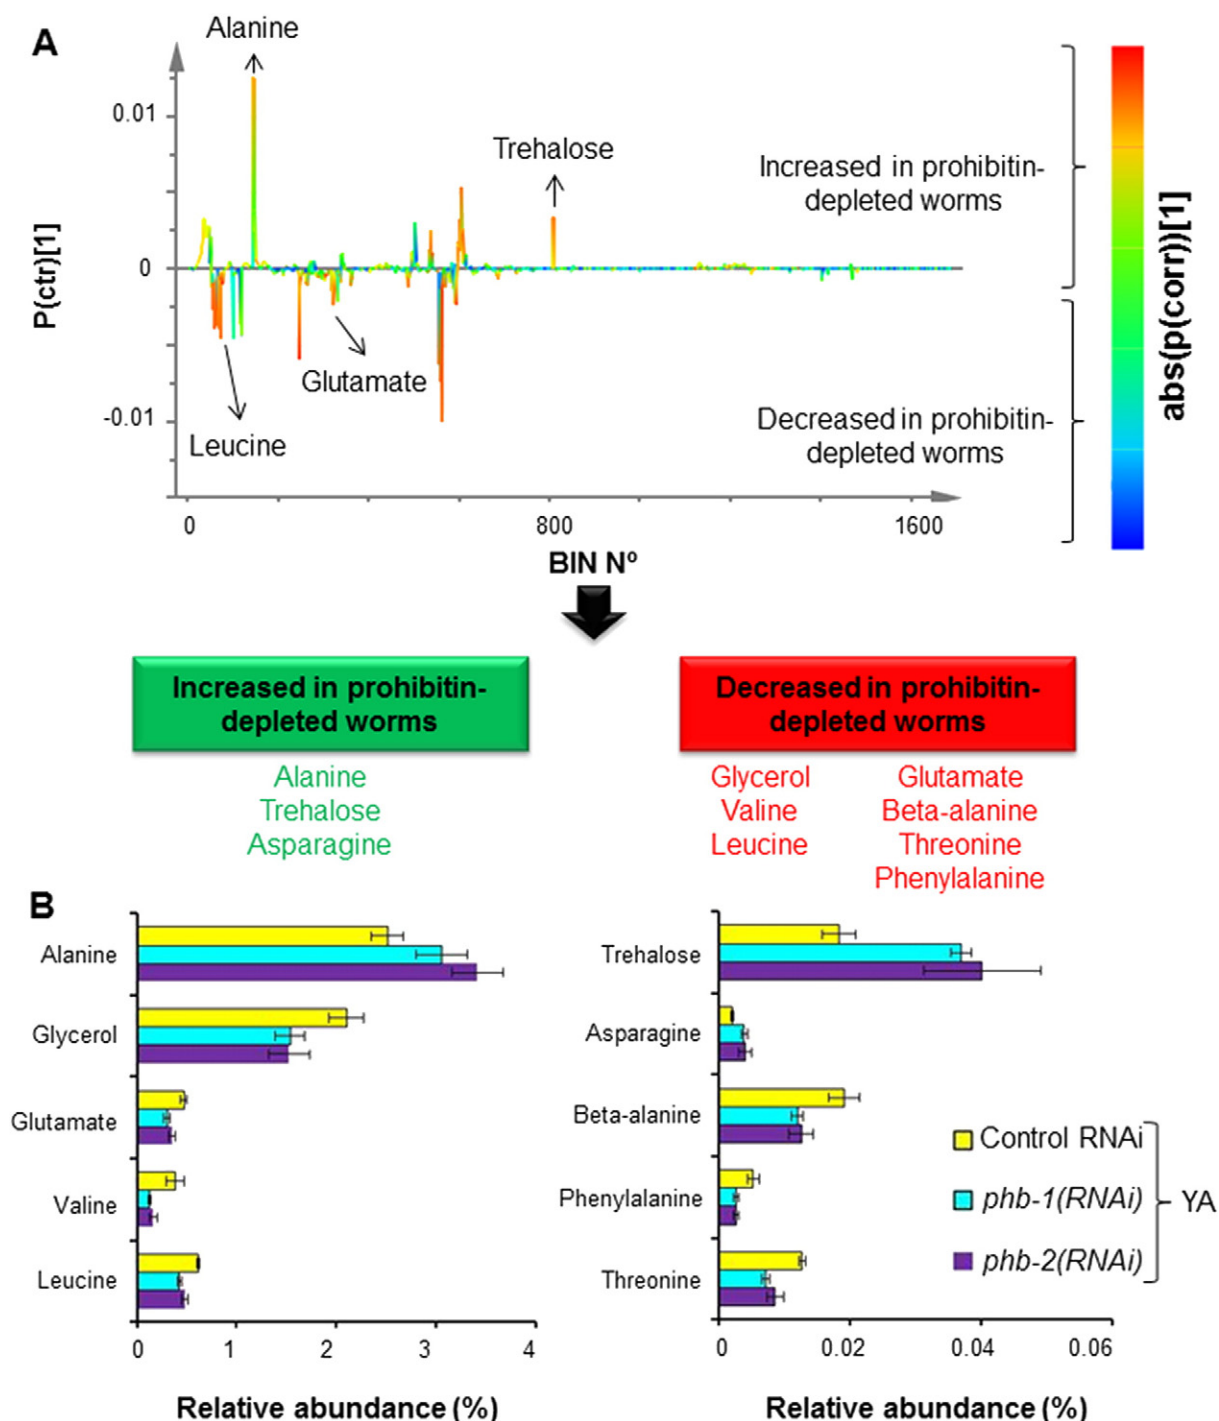 A
Alanine
Trehalose
0.01
0
-0.01
P(ctr)[1]
Glutamate
Leucine
Increased in prohibitin-
depleted worms
Decreased in prohibitin-
depleted worms
abs(p(corr))[1]
0 800 1600
BIN Nº
Increased in prohibitin-
depleted worms
Alanine
Trehalose
Asparagine
Decreased in prohibitin-
depleted worms
Glycerol Glutamate
Valine Beta-alanine
Leucine Threonine
Phenylalanine
B
Alanine
Glycerol
Glutamate
Valine
Leucine
0 1 2 3 4
Relative abundance (%)
Trehalose
Asparagine
Beta-alanine
Phenylalanine
Threonine
0 0.02 0.04 0.06
Relative abundance (%)
Control RNAi
phb-1(RNAi)
phb-2(RNAi)
YA